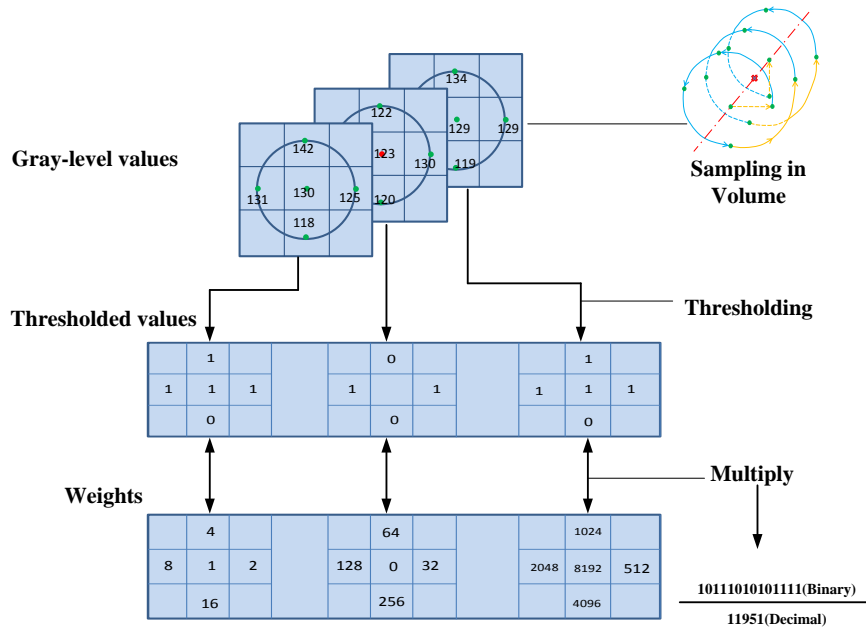 134
129 129
119
122
123 130
120
142
131 130 125
118
Gray-level values
Sampling in
Volume
Thresholded values
Thresholding
1 0 1
1 1 1 1 1 1 1 1
0 0 0
Weights
Multiply
4 64 1024
8 1 2 128 0 32 2048 8192 512
16 256 4096
10111010101111(Binary)
11951(Decimal)